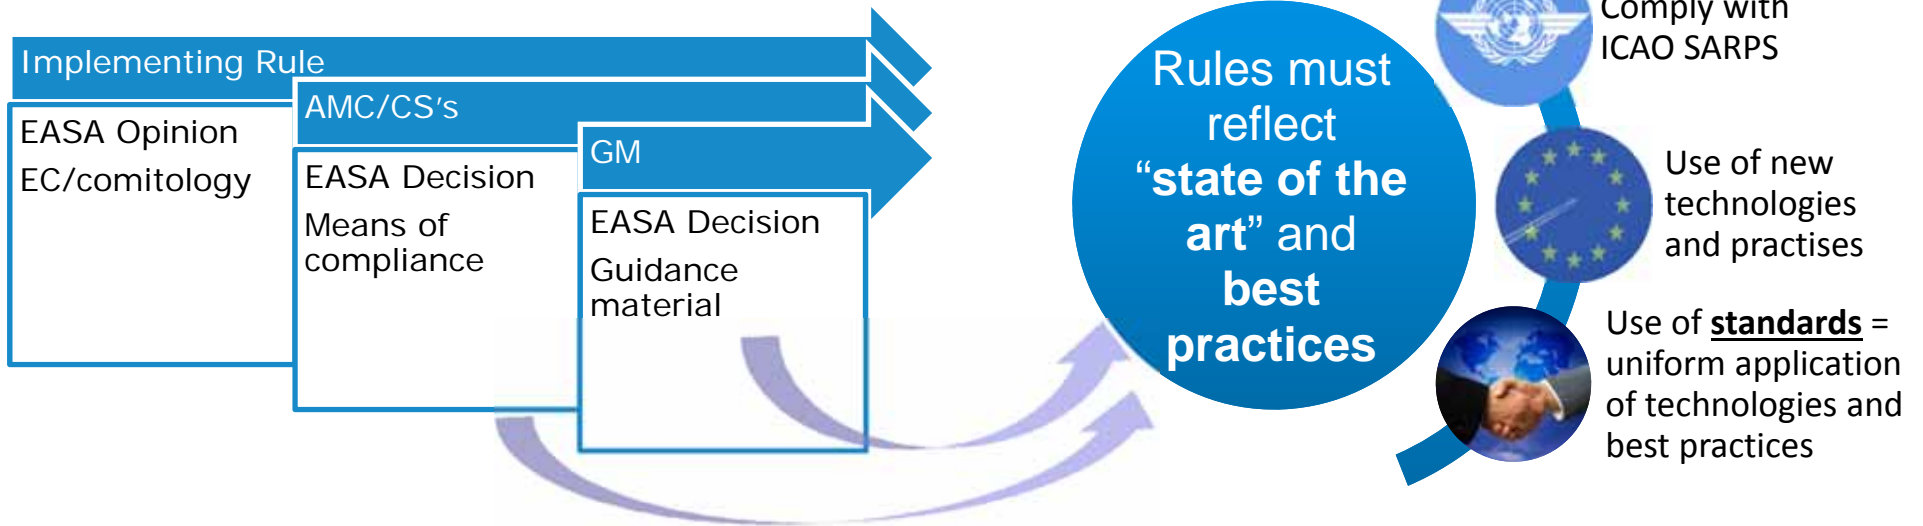 Implementing Rule
EASA Opinion
EC/comitology
AMC/CS's
EASA Decision
Means of
compliance
GM
EASA Decision
Guidance
material
Rules must
reflect
“state of the
art” and
best
practices
Comply with
ICAO SARPS
Use of new
technologies
and practises
Use of standards =
uniform application
of technologies and
best practices